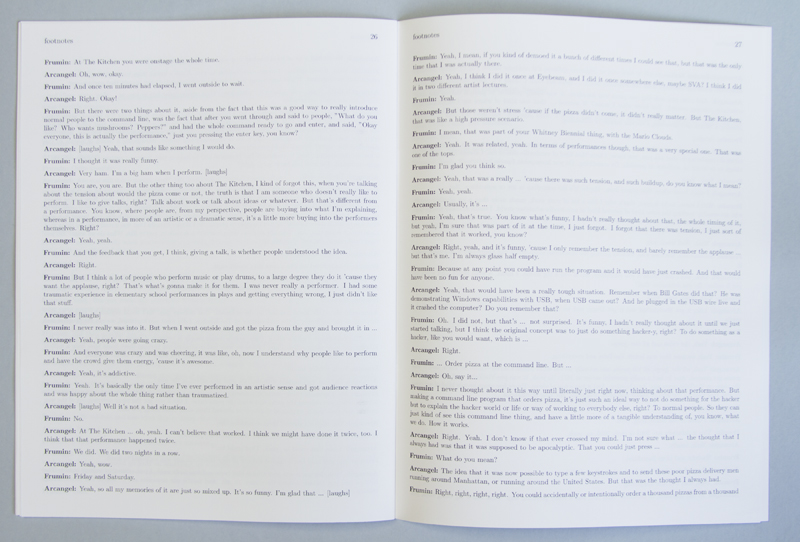 footnotes
26
Frumin: At The Kitchen you were onstage the whole time.
Arcangel: Oh, wow, okay.
Frumin: And once ten minutes had elapsed, I went outside to wait.
Arcangel: Right. Okay!
Frumin: But there were two things about it, aside from the fact that this was a good way to really introduce
normal people to the command line, was the fact that after you went through and said to people, "What do you
like? Who wants mushrooms? Peppers?" and had the whole command ready to go and enter, and said, "Okay
everyone, this is actually the performance," just you pressing the enter key, you know?
Arcangel: [laughs] Yeah, that sounds like something I would do.
Frumin: I thought it was really funny.
Arcangel: Very ham. I'm a big ham when I perform. [laughs]
Frumin: You are, you are. But the other thing too about The Kitchen, I kind of forgot this, when you're talking
about the tension about would the pizza come or not, the truth is that I am someone who doesn't really like to
perform. I like to give talks, right? Talk about work or talk about ideas or whatever. But that's different from
a performance. You know, where people are, from my perspective, people are buying into what I'm explaining,
whereas in a performance, in more of an artistic or a dramatic sense, it's a little more buying into the performers
themselves. Right?
Arcangel: Yeah, yeah.
Frumin: And the feedback that you get, I think, giving a talk, is whether people understood the idea.
Arcangel: Right.
Frumin: But I think a lot of people who perform music or play drums, to a large degree they do it 'cause they
want the applause, right? That's what's gonna make it for them. I was never really a performer. I had some
traumatic experience in elementary school performances in plays and getting everything wrong, I just didn't like
that stuff.
Arcangel: [laughs]
Frumin: I never really was into it. But when I went outside and got the pizza from the guy and brought it in ...
Arcangel: Yeah, people were going crazy.
Frumin: And everyone was crazy and was cheering, it was like, oh, now I understand why people like to perform
and have the crowd give them energy, 'cause it's awesome.
Arcangel: Yeah, it's addictive.
Frumin: Yeah. It's basically the only time I've ever performed in an artistic sense and got audience reactions
and was happy about the whole thing rather than traumatized.
Arcangel: [laughs] Well it's not a bad situation.
Frumin: No.
Arcangel: At The Kitchen ... oh, yeah. I can't believe that worked. I think we might have done it twice, too. I
think that that performance happened twice.
Frumin: We did. We did two nights in a row.
Arcangel: Yeah, wow.
Frumin: Friday and Saturday.
Arcangel: Yeah, so all my memories of it are just so mixed up. It's so funny. I'm glad that ... [laughs]
footnotes
27
Frumin: Yeah, I mean, if you kind of demoed it a bunch of different times I could see that, but that was the only
time that I was actually there.
Arcangel: Yeah, I think I did it once at Eyebeam, and I did it once somewhere else, maybe SVA? I think I did
it in two different artist lectures.
Frumin: Yeah.
Arcangel: But those weren't stress 'cause if the pizza didn't come, it didn't really matter. But The Kitchen,
that was like a high pressure scenario.
Frumin: I mean, that was part of your Whitney Biennial thing, with the Mario Clouds.
Arcangel: Yeah. It was related, yeah. In terms of performances though, that was a very special one. That was
one of the tops.
Frumin: I'm glad you think so.
Arcangel: Yeah, that was a really ... 'cause there was such tension, and such buildup, do you know what I mean?
Frumin: Yeah, yeah.
Arcangel: Usually, it's ...
Frumin: Yeah, that's true. You know what's funny, I hadn't really thought about that, the whole timing of it,
but yeah, I'm sure that was part of it at the time, I just forgot. I forgot that there was tension, I just sort of
remembered that it worked, you know?
Arcangel: Right, yeah, and it's funny, 'cause I only remember the tension, and barely remember the applause ...
but that's me. I'm always glass half empty.
Frumin: Because at any point you could have run the program and it would have just crashed. And that would
have been no fun for anyone.
Arcangel: Yeah, that would have been a really tough situation. Remember when Bill Gates did that? He was
demonstrating Windows capabilities with USB, when USB came out? And he plugged in the USB wire live and
it crashed the computer? Do you remember that?
Frumin: Oh. I did not, but that's ... not surprised. It's funny, I hadn't really thought about it until we just
started talking, but I think the original concept was to just do something hacker-y, right? To do something as a
hacker, like you would want, which is ...
Arcangel: Right.
Frumin: ... Order pizza at the command line. But ...
Arcangel: Oh, say it...
Frumin: I never thought about it this way until literally just right now, thinking about that performance. But
making a command line program that orders pizza, it's just such an ideal way to not do something for the hacker
but to explain the hacker world or life or way of working to everyone else, right? To normal people. So they can
just kind of see this command line thing, and have a little more of a tangible understanding of, you know, what
we do. How it works.
Arcangel: Right. Yeah. I don't know if that ever crossed my mind. I'm not sure what ... the thought that I
always had was that it was supposed to be apocalyptic. That you could just press ...
Frumin: What do you mean?
Arcangel: The idea that it was now possible to type a few keystrokes and to send these poor pizza delivery men
running around Manhattan, or running around the United States. But that was the thought I always had.
Frumin: Right, right, right, right. You could accidentally or intentionally order a thousand pizzas from a thousand